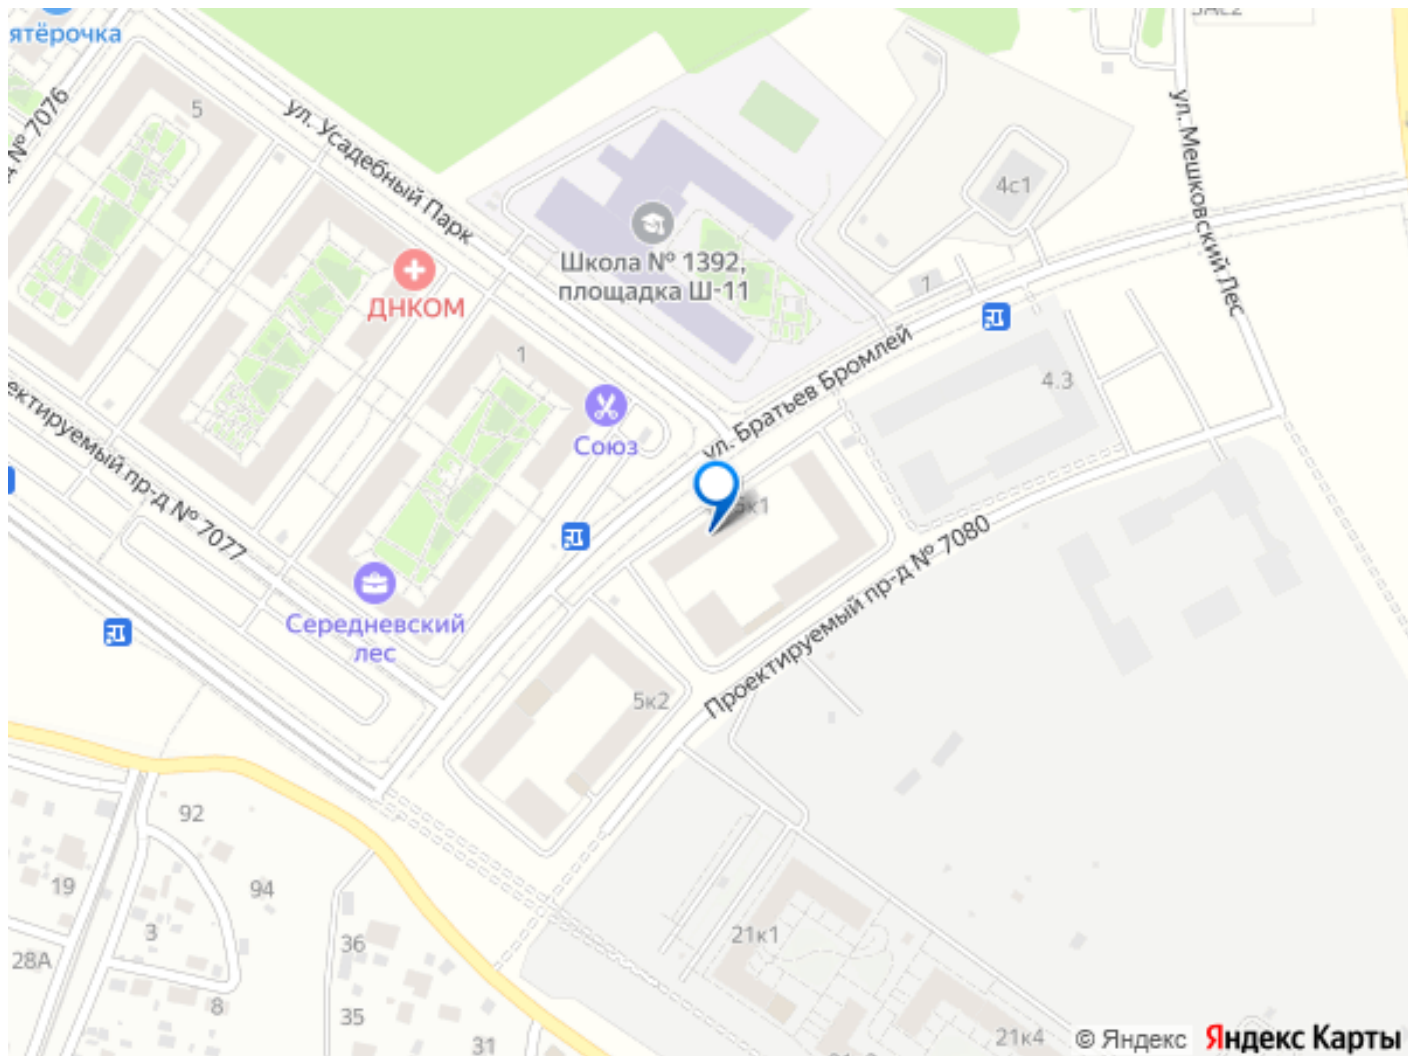 ятёрочка
5
№ 7076
ул. Усадебный Парк
ул. Мешковский Лес
4с1
Школа № 1392,
площадка Ш-11
ДНКОМ
1
ул. Братьев Бромлей
1
4.3
Союз
ектируемый пр-д № 7077
к1
Проектируемый пр-д № 7080
Середневский
лес
5к2
92
19
94
3
36
28А
8
35
31
21к1
21к4
© Яндекс
Яндекс Карты